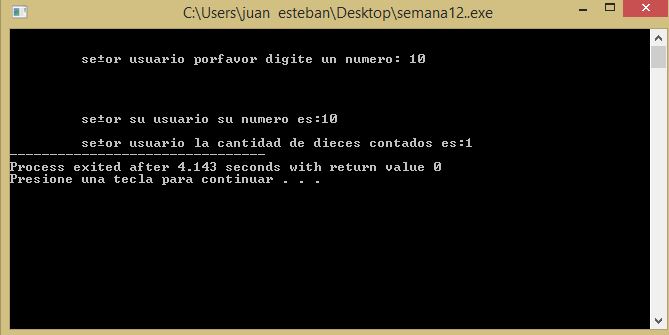 C:\Users\juan esteban\Desktop\semana12..exe
se±or usuario porfavor digite un numero: 10
se±or su usuario su numero es:10
se±or usuario la cantidad de dieces contados es:1
--------------------------------
Process exited after 4.143 seconds with return value 0
Presione una tecla para continuar . . .